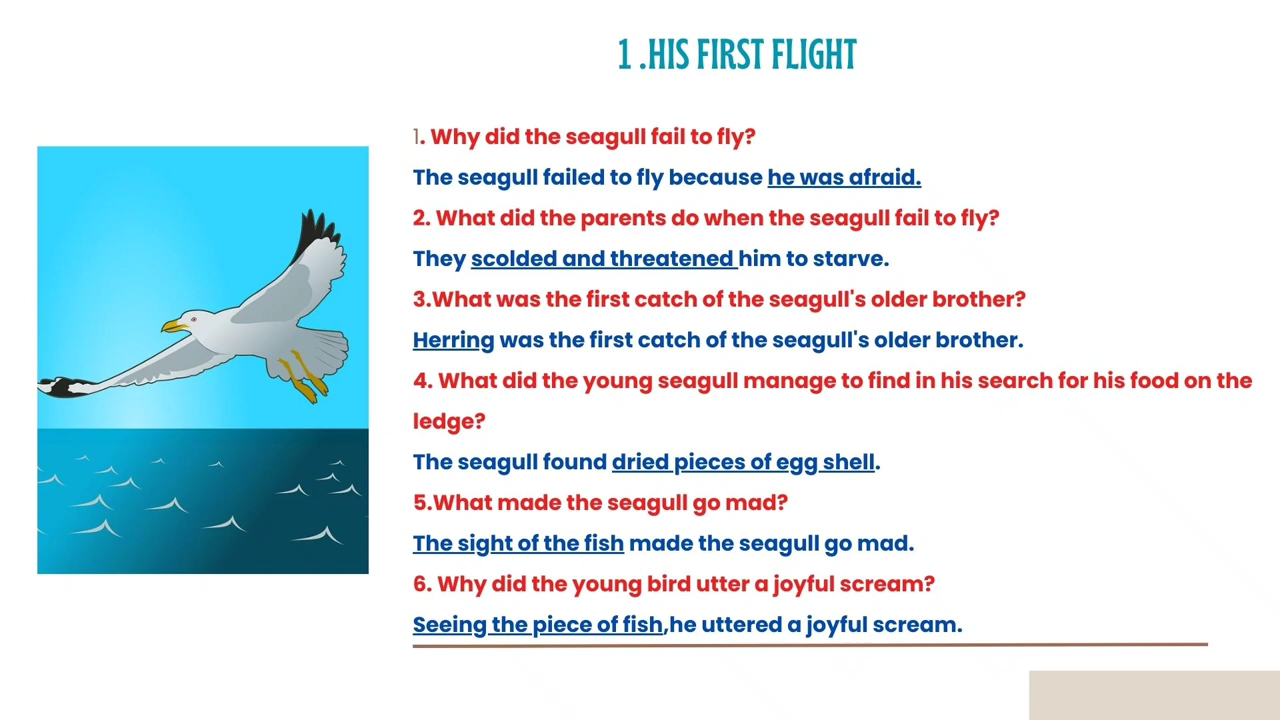 1 .HIS FIRST FLIGHT
1. Why did the seagull fail to fly?
The seagull failed to fly because he was afraid.
2. What did the parents do when the seagull fail to fly?
They scolded and threatened him to starve.
3.What was the first catch of the seagull's older brother?
Herring was the first catch of the seagull's older brother.
4. What did the young seagull manage to find in his search for his food on the
ledge?
The seagull found dried pieces of egg shell.
5.What made the seagull go mad?
The sight of the fish made the seagull go mad.
6. Why did the young bird utter a joyful scream?
Seeing the piece of fish,he uttered a joyful scream.